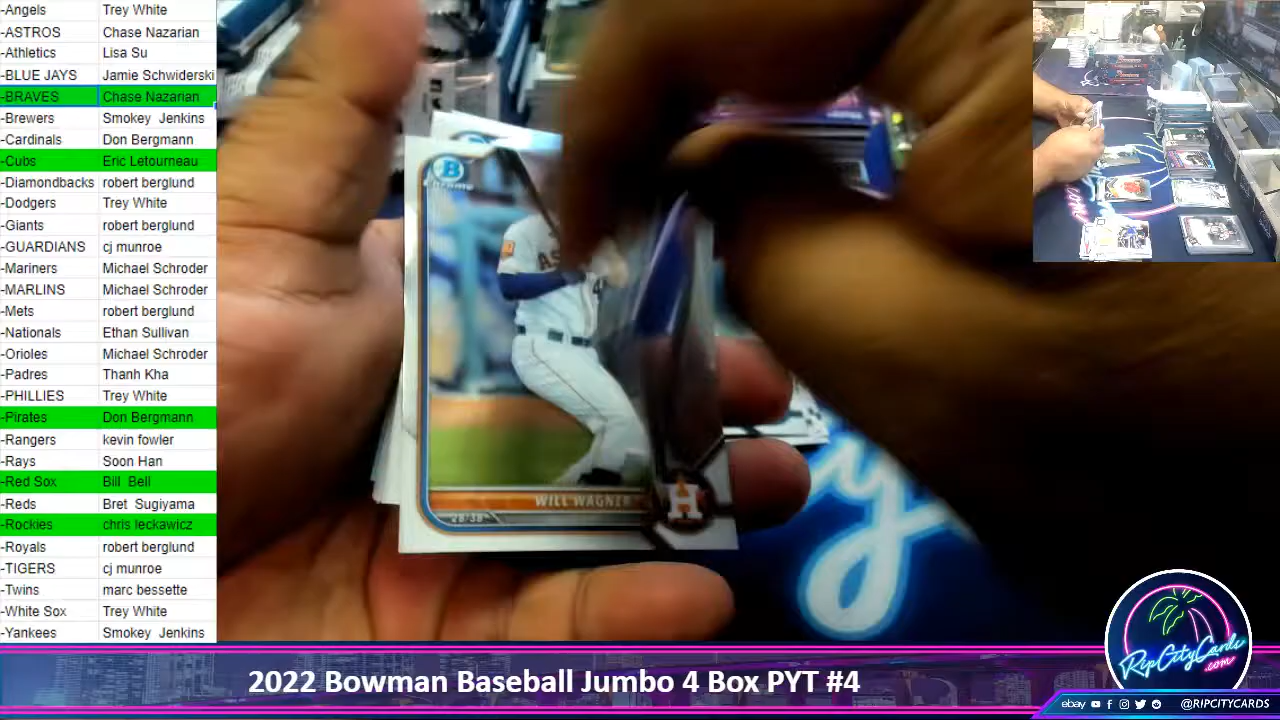 -Angels Trey White
-ASTROS Chase Nazarian
-Athletics Lisa Su
-BLUE JAYS Jamie Schwiderski
-BRAVES Chase Nazarian
-Brewers Smokey Jenkins
-Cardinals Don Bergmann
-Cubs Eric Letourneau
-Diamondbacks robert berglund
-Dodgers Trey White
-Giants robert berglund
-GUARDIANS cj munroe
-Mariners Michael Schroder
-MARLINS Michael Schroder
-Mets robert berglund
-Nationals Ethan Sullivan
-Orioles Michael Schroder
-Padres Thanh Kha
-PHILLIES Trey White
-Pirates Don Bergmann
-Rangers kevin fowler
-Rays Soon Han
-Red Sox Bill Bell
-Reds Bret Sugiyama
-Rockies chris leckawicz
-Royals robert berglund
-TIGERS cj munroe
-Twins marc bessette
-White Sox Trey White
-Yankees Smokey Jenkins
B
Chrome
WILL WAGNER
2B/3B
H
2022 Bowman Baseball Jumbo 4 Box PYT #4
RipCityCards
.com
ebay @RIPCITYCARDS